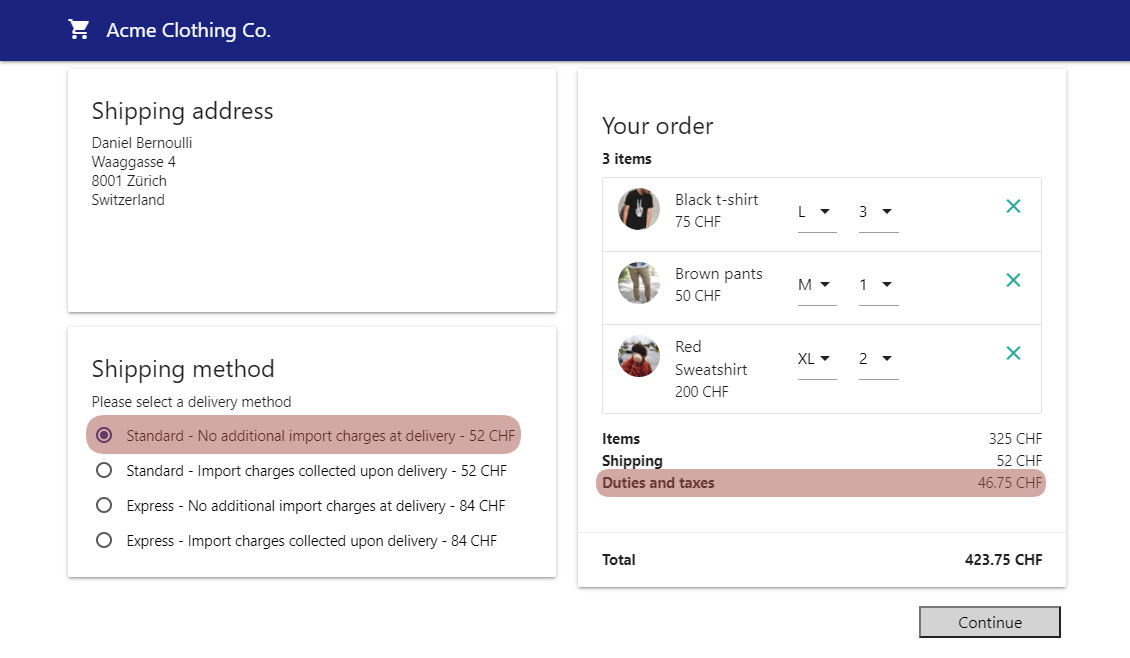 Acme Clothing Co.
Shipping address
Daniel Bernoulli
Waaggasse 4
8001 Zürich
Switzerland
Shipping method
Please select a delivery method
Standard - No additional import charges at delivery - 52 CHF
Standard - Import charges collected upon delivery - 52 CHF
Express - No additional import charges at delivery - 84 CHF
Express - Import charges collected upon delivery - 84 CHF
Your order
3 items
Black t-shirt
75 CHF
L
3
Brown pants
50 CHF
M
1
Red
Sweatshirt
200 CHF
XL
2
Items 325 CHF
Shipping 52 CHF
Duties and taxes 46.75 CHF
Total 423.75 CHF
Continue